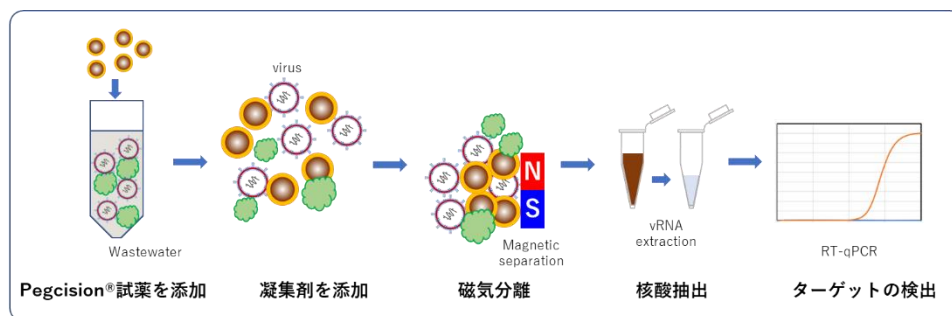 virus
Wastewater
N
S
Magnetic
separation
vRNA
extraction
RT-qPCR
Pegcision®試薬を添加
凝集剤を添加
磁気分離
核酸抽出
ターゲットの検出